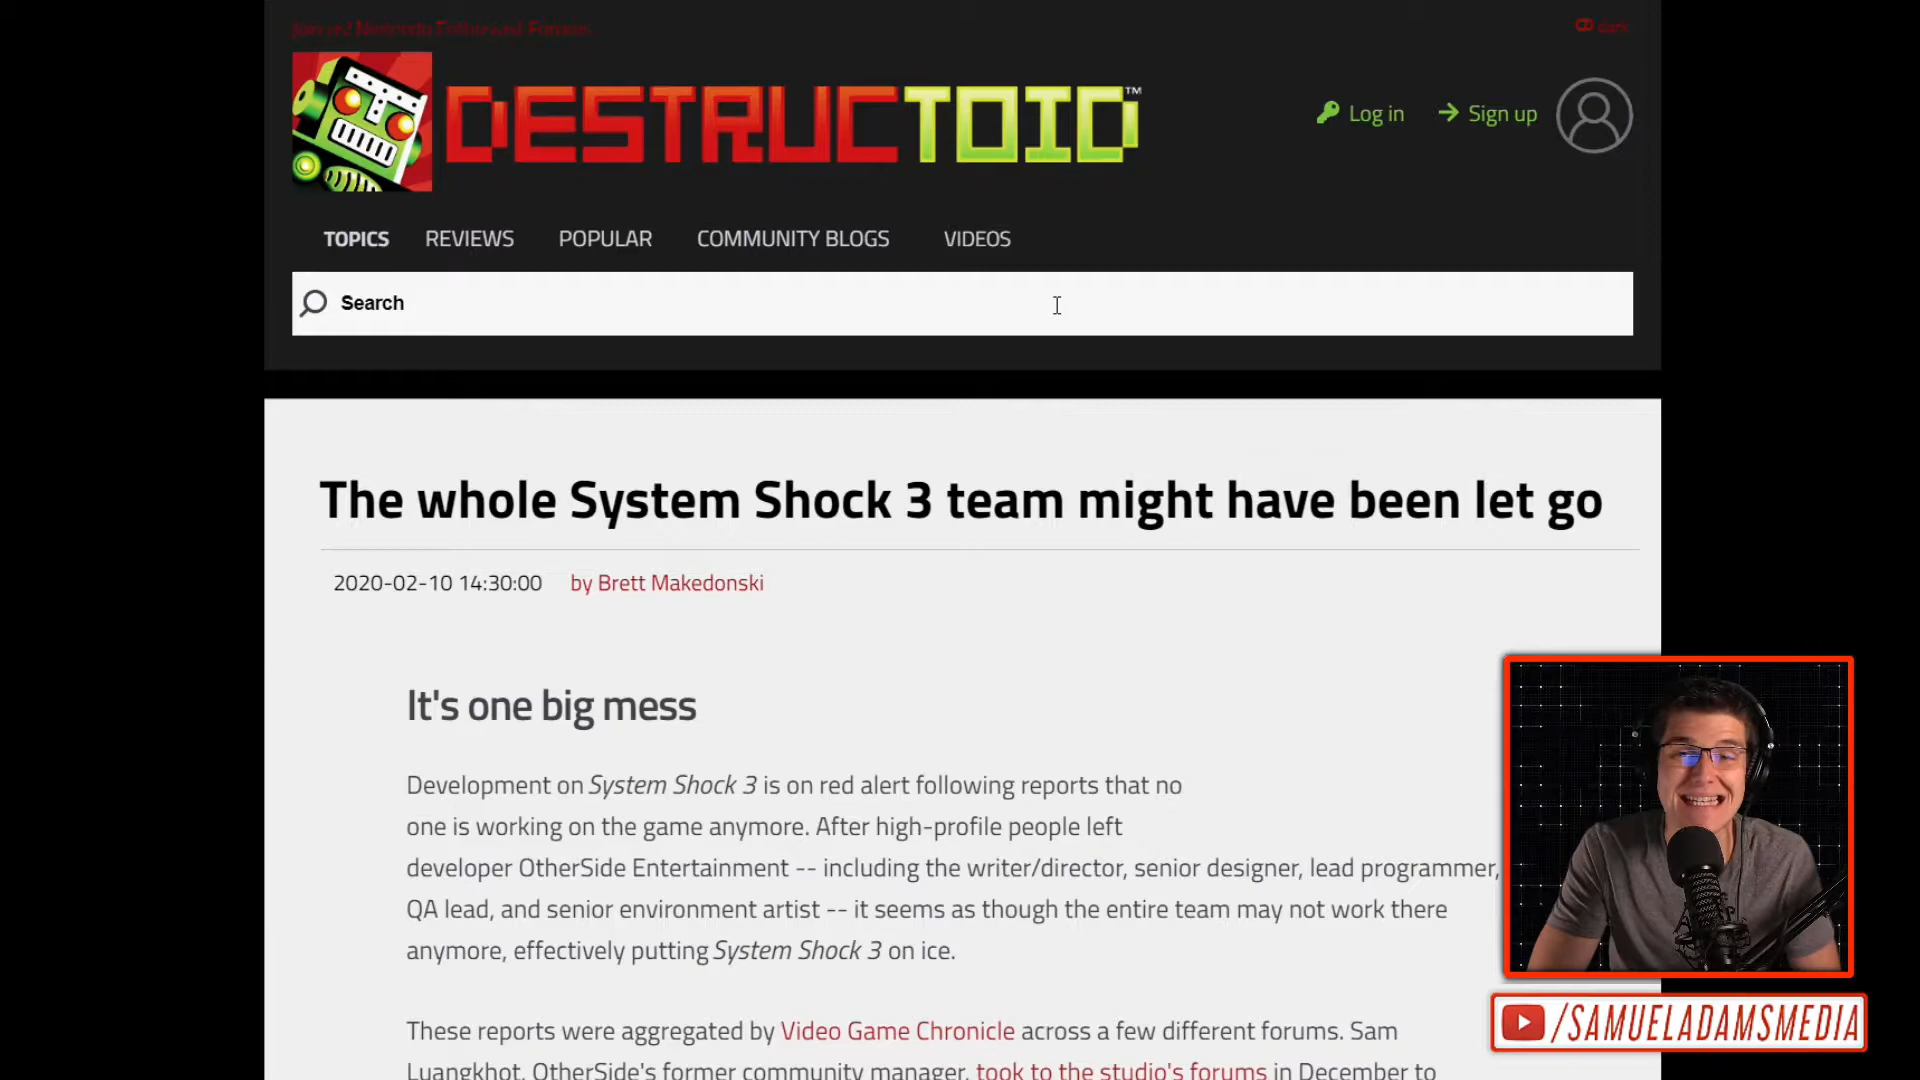 dark
DESTRUCTOID™
Log in
Sign up
TOPICS REVIEWS POPULAR COMMUNITY BLOGS VIDEOS
Search
The whole System Shock 3 team might have been let go
2020-02-10 14:30:00 by Brett Makedonski
It's one big mess
Development on System Shock 3 is on red alert following reports that no
one is working on the game anymore. After high-profile people left
developer OtherSide Entertainment -- including the writer/director, senior designer, lead programmer,
QA lead, and senior environment artist -- it seems as though the entire team may not work there
anymore, effectively putting System Shock 3 on ice.
These reports were aggregated by Video Game Chronicle across a few different forums. Sam
Luangkhot, OtherSide's former community manager, took to the studio's forums in December to
/SAMUELADAMSMEDIA